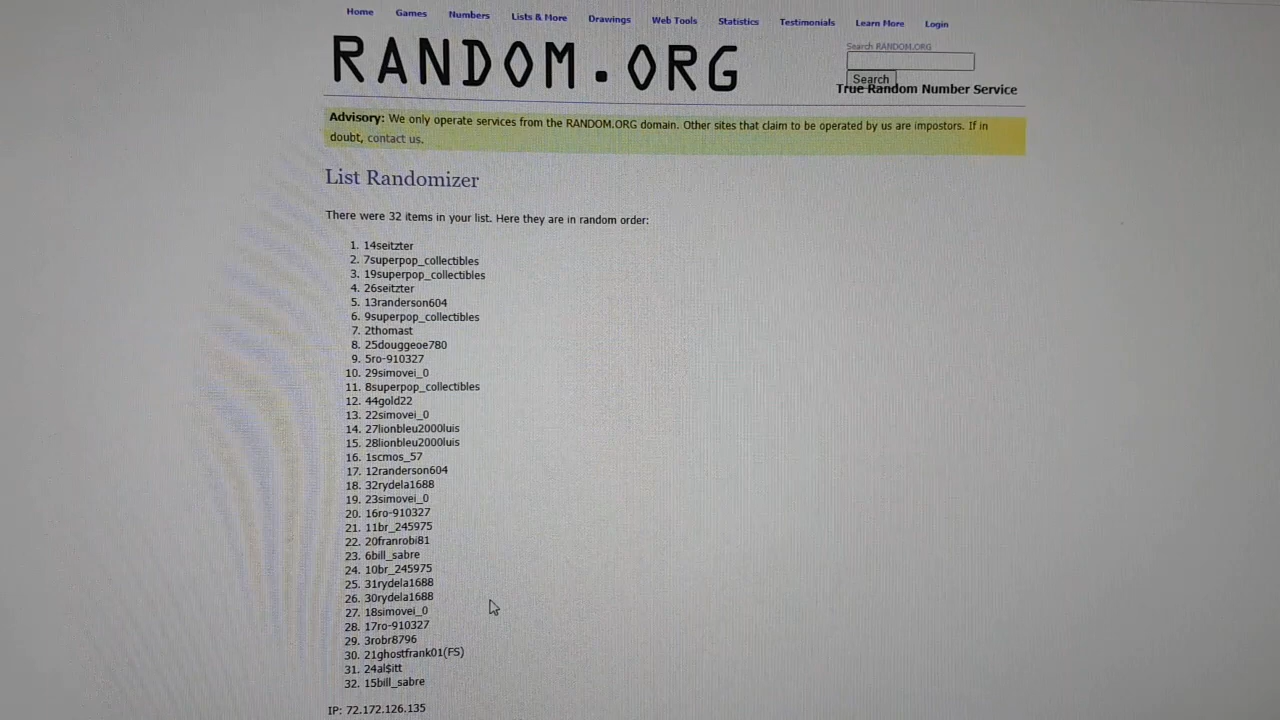 Home Games Numbers Lists & More Drawings Web Tools Statistics Testimonials Learn More Login
RANDOM.ORG
Search RANDOM.ORG
Search
True Random Number Service
Advisory: We only operate services from the RANDOM.ORG domain. Other sites that claim to be operated by us are impostors. If in
doubt, contact us.
List Randomizer
There were 32 items in your list. Here they are in random order:
1. 14seitzter
2. 7superpop_collectibles
3. 19superpop_collectibles
4. 26seitzter
5. 13randerson604
6. 9superpop_collectibles
7. 2thomast
8. 25douggeoe780
9. 5ro-910327
10. 29simovei_0
11. 8superpop_collectibles
12. 44gold22
13. 22simovei_0
14. 27lionbleu2000luis
15. 28lionbleu2000luis
16. 1scmos_57
17. 12randerson604
18. 32rydela1688
19. 23simovei_0
20. 16ro-910327
21. 11br_245975
22. 20franrobi81
23. 6bill_sabre
24. 10br_245975
25. 31rydela1688
26. 30rydela1688
27. 18simovei_0
28. 17ro-910327
29. 3robr8796
30. 21ghostfrank01(FS)
31. 24al$itt
32. 15bill_sabre
IP: 72.172.126.135